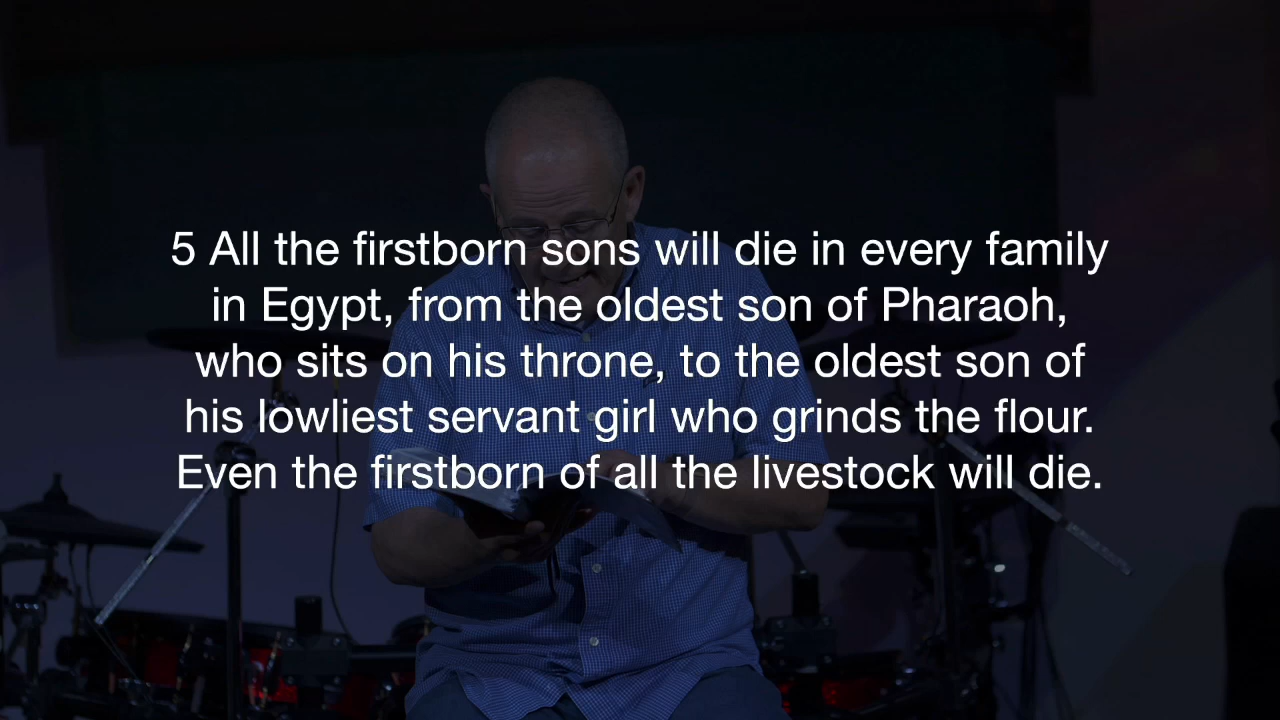 5 All the firstborn sons will die in every family
in Egypt, from the oldest son of Pharaoh,
who sits on his throne, to the oldest son of
his lowliest servant girl who grinds the flour.
Even the firstborn of all the livestock will die.